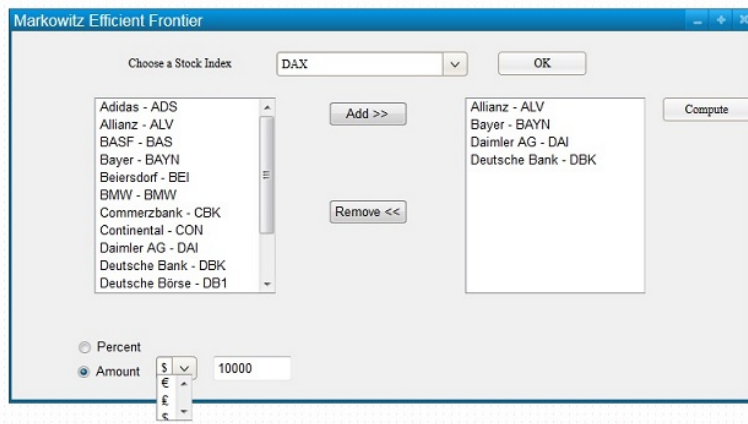 Markowitz Efficient Frontier
Choose a Stock Index
DAX
OK
Adidas - ADS
Allianz - ALV
BASF - BAS
Bayer - BAYN
Beiersdorf - BEI
BMW - BMW
Commerzbank - CBK
Continental - CON
Daimler AG - DAI
Deutsche Bank - DBK
Deutsche Börse - DB1
Add >>
Remove <<
Allianz - ALV
Bayer - BAYN
Daimler AG - DAI
Deutsche Bank - DBK
Compute
Percent
Amount
$
10000
€
£
$